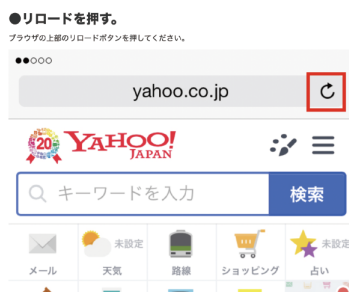 ●リロードを押す。
ブラウザの上部のリロードボタンを押してください。
yahoo.co.jp
20
YAHOO!
JAPAN
キーワードを入力 検索
未設定 未設定
メール 天気 路線 ショッピング 占い